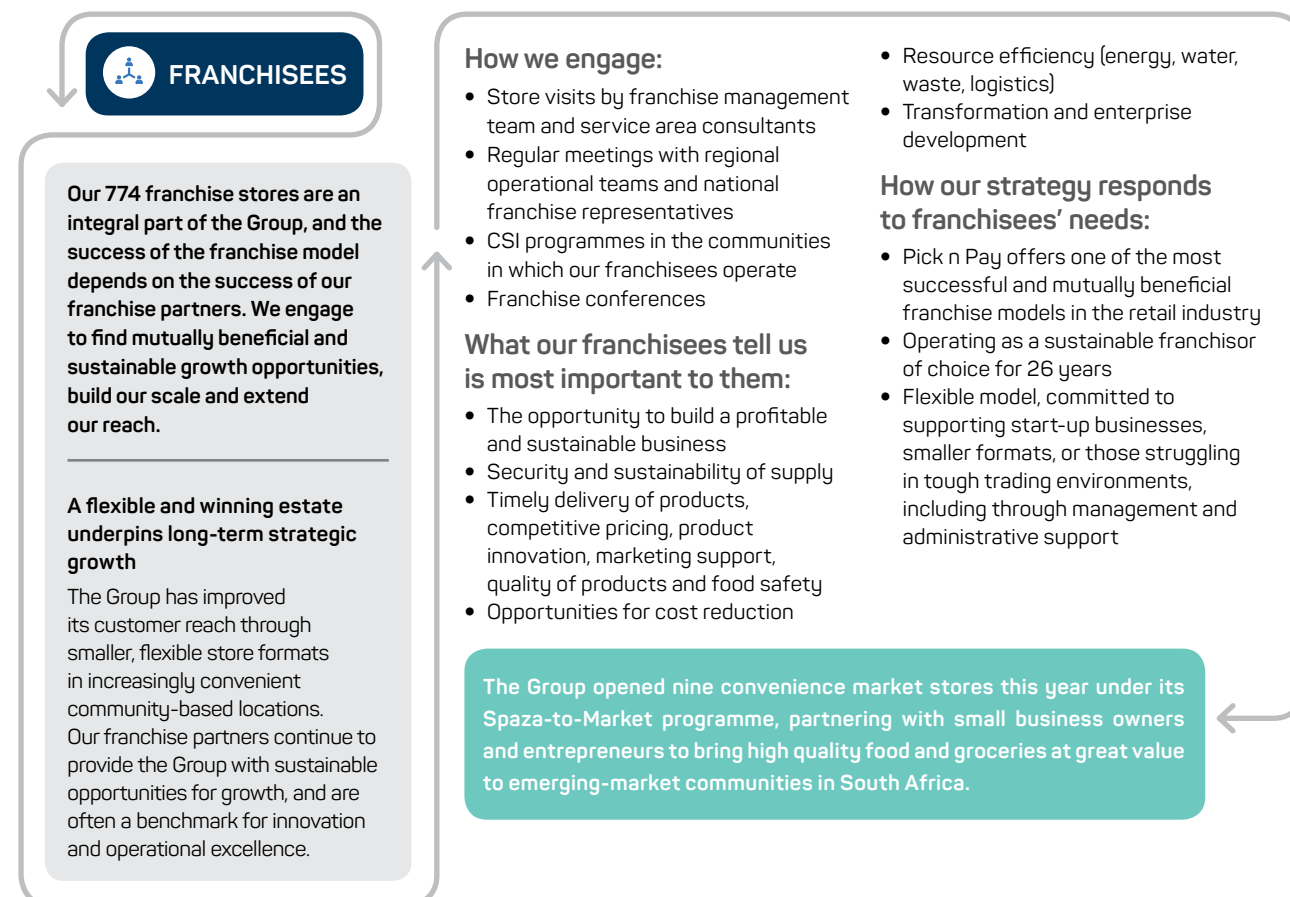 FRANCHISEES
Our 774 franchise stores are an
integral part of the Group, and the
success of the franchise model
depends on the success of our
franchise partners. We engage
to find mutually beneficial and
sustainable growth opportunities,
build our scale and extend
our reach.
A flexible and winning estate
underpins long-term strategic
growth
The Group has improved
its customer reach through
smaller, flexible store formats
in increasingly convenient
community-based locations.
Our franchise partners continue to
provide the Group with sustainable
opportunities for growth, and are
often a benchmark for innovation
and operational excellence.
How we engage:
• Store visits by franchise management
team and service area consultants
• Regular meetings with regional
operational teams and national
franchise representatives
• CSI programmes in the communities
in which our franchisees operate
• Franchise conferences
What our franchisees tell us
is most important to them:
• The opportunity to build a profitable
and sustainable business
• Security and sustainability of supply
• Timely delivery of products,
competitive pricing, product
innovation, marketing support,
quality of products and food safety
• Opportunities for cost reduction
• Resource efficiency (energy, water,
waste, logistics)
• Transformation and enterprise
development
How our strategy responds
to franchisees' needs:
• Pick n Pay offers one of the most
successful and mutually beneficial
franchise models in the retail industry
• Operating as a sustainable franchisor
of choice for 26 years
• Flexible model, committed to
supporting start-up businesses,
smaller formats, or those struggling
in tough trading environments,
including through management and
administrative support
The Group opened nine convenience market stores this year under its
Spaza-to-Market programme, partnering with small business owners
and entrepreneurs to bring high quality food and groceries at great value
to emerging-market communities in South Africa.